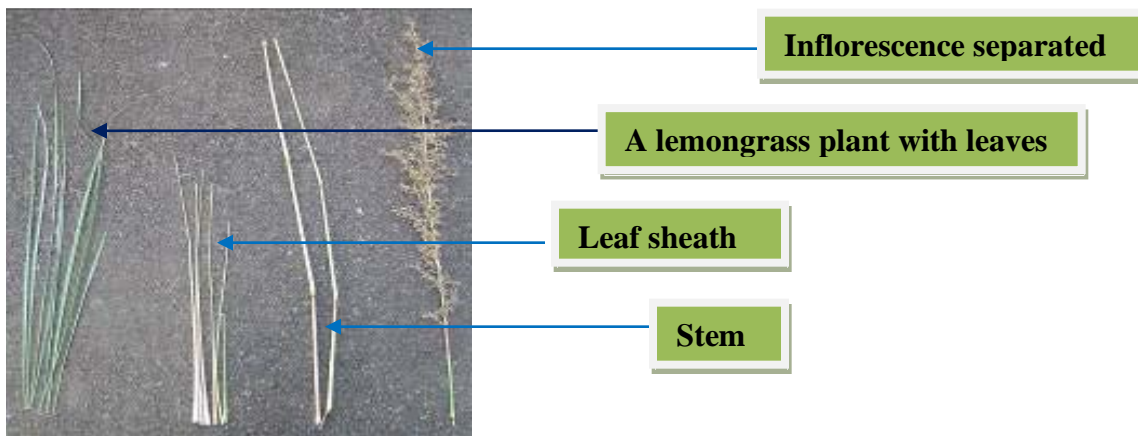 Inflorescence separated
A lemongrass plant with leaves
Leaf sheath
Stem